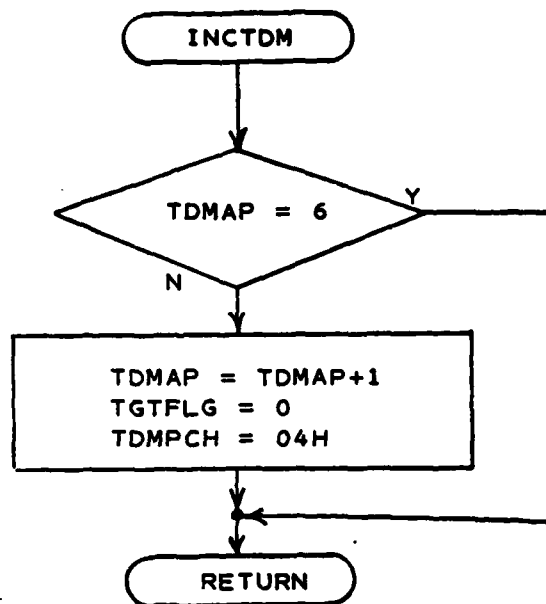 INCTDM
TDMAP = 6
Y
N
TDMAP = TDMAP+1
TGTFLG = 0
TDMPCH = 04H
RETURN